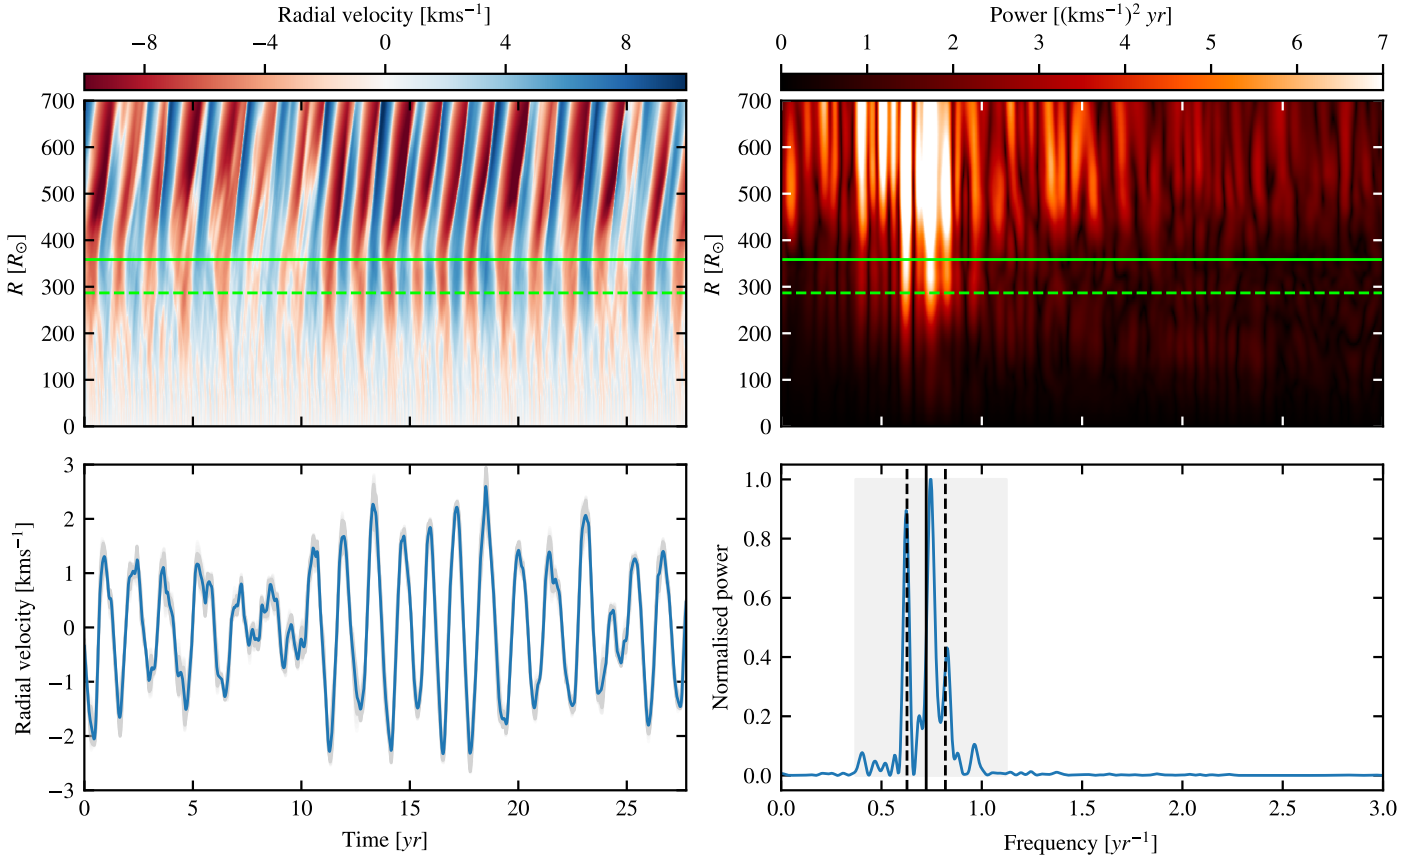 Radial velocity [kms⁻¹]
−8 −4 0 4 8
Power [(kms⁻¹)² yr]
0 1 2 3 4 5 6 7
R [R⊙]
700
600
500
400
300
200
100
0
R [R⊙]
700
600
500
400
300
200
100
0
Radial velocity [kms⁻¹]
3
2
1
0
−1
−2
−3
0 5 10 15 20 25
Time [yr]
Normalised power
1.0
0.8
0.6
0.4
0.2
0.0
0.0 0.5 1.0 1.5 2.0 2.5 3.0
Frequency [yr⁻¹]